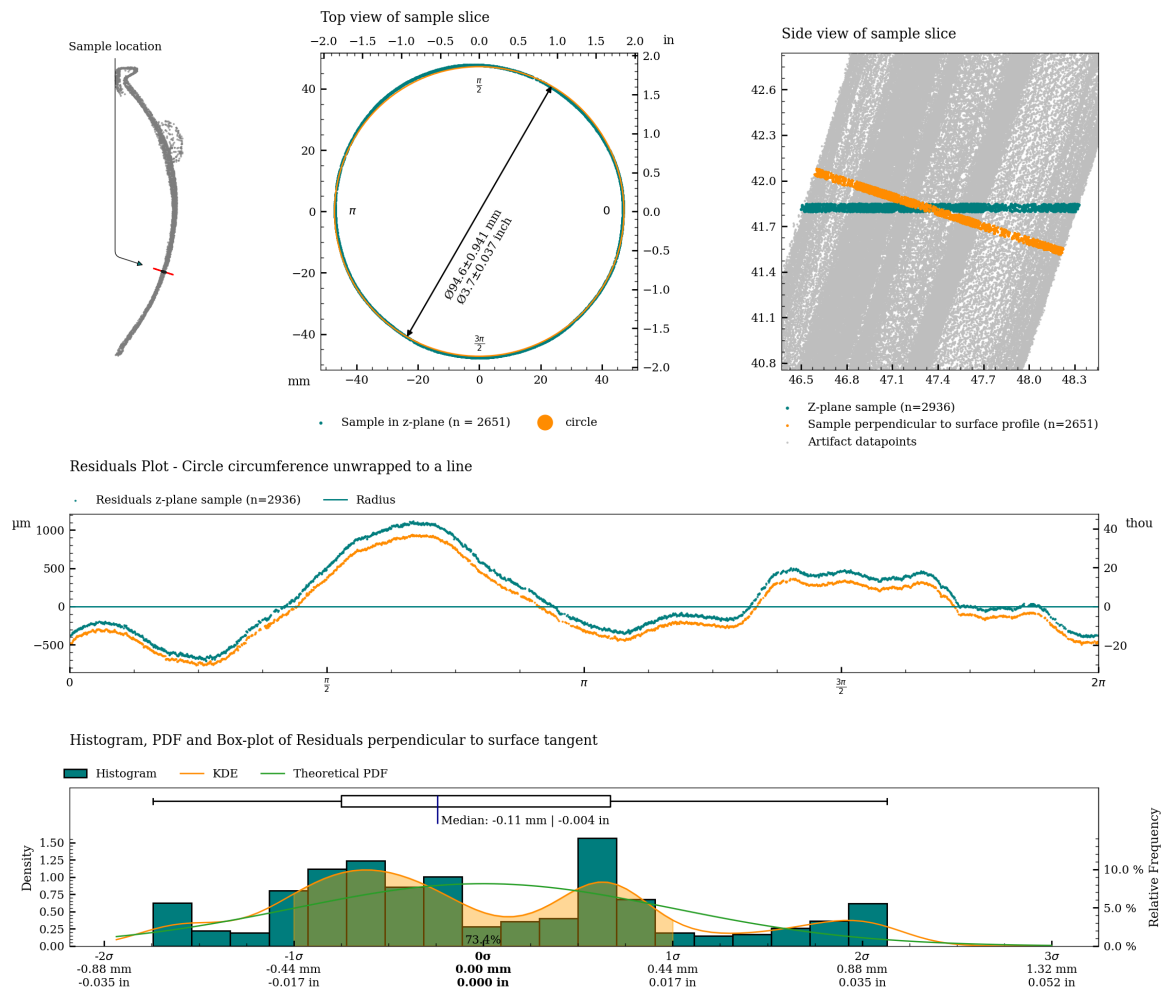 Top view of sample slice
Sample location
−2.0 −1.5 −1.0 −0.5 0.0 0.5 1.0 1.5 2.0 in
Side view of sample slice
40
20
0
−20
−40
mm
−40 −20 0 20 40
2.0
1.5
1.0
0.5
0.0
−0.5
−1.0
−1.5
−2.0
π/2
π
0
3π/2
Ø94.6±0.941 mm
Ø3.7±0.037 inch
Sample in z-plane (n = 2651) circle
42.6
42.3
42.0
41.7
41.4
41.1
40.8
46.5 46.8 47.1 47.4 47.7 48.0 48.3
Z-plane sample (n=2936)
Sample perpendicular to surface profile (n=2651)
Artifact datapoints
Residuals Plot - Circle circumference unwrapped to a line
Residuals z-plane sample (n=2936) Radius
µm
1000
500
0
−500
thou
40
20
0
−20
0 π/2 π 3π/2 2π
Histogram, PDF and Box-plot of Residuals perpendicular to surface tangent
Histogram KDE Theoretical PDF
Median: -0.11 mm | -0.004 in
Density
1.50
1.25
1.00
0.75
0.50
0.25
0.00
73.4%
Relative Frequency
10.0 %
5.0 %
0.0 %
-2σ -1σ 0σ 1σ 2σ 3σ
-0.88 mm -0.44 mm 0.00 mm 0.44 mm 0.88 mm 1.32 mm
-0.035 in -0.017 in 0.000 in 0.017 in 0.035 in 0.052 in